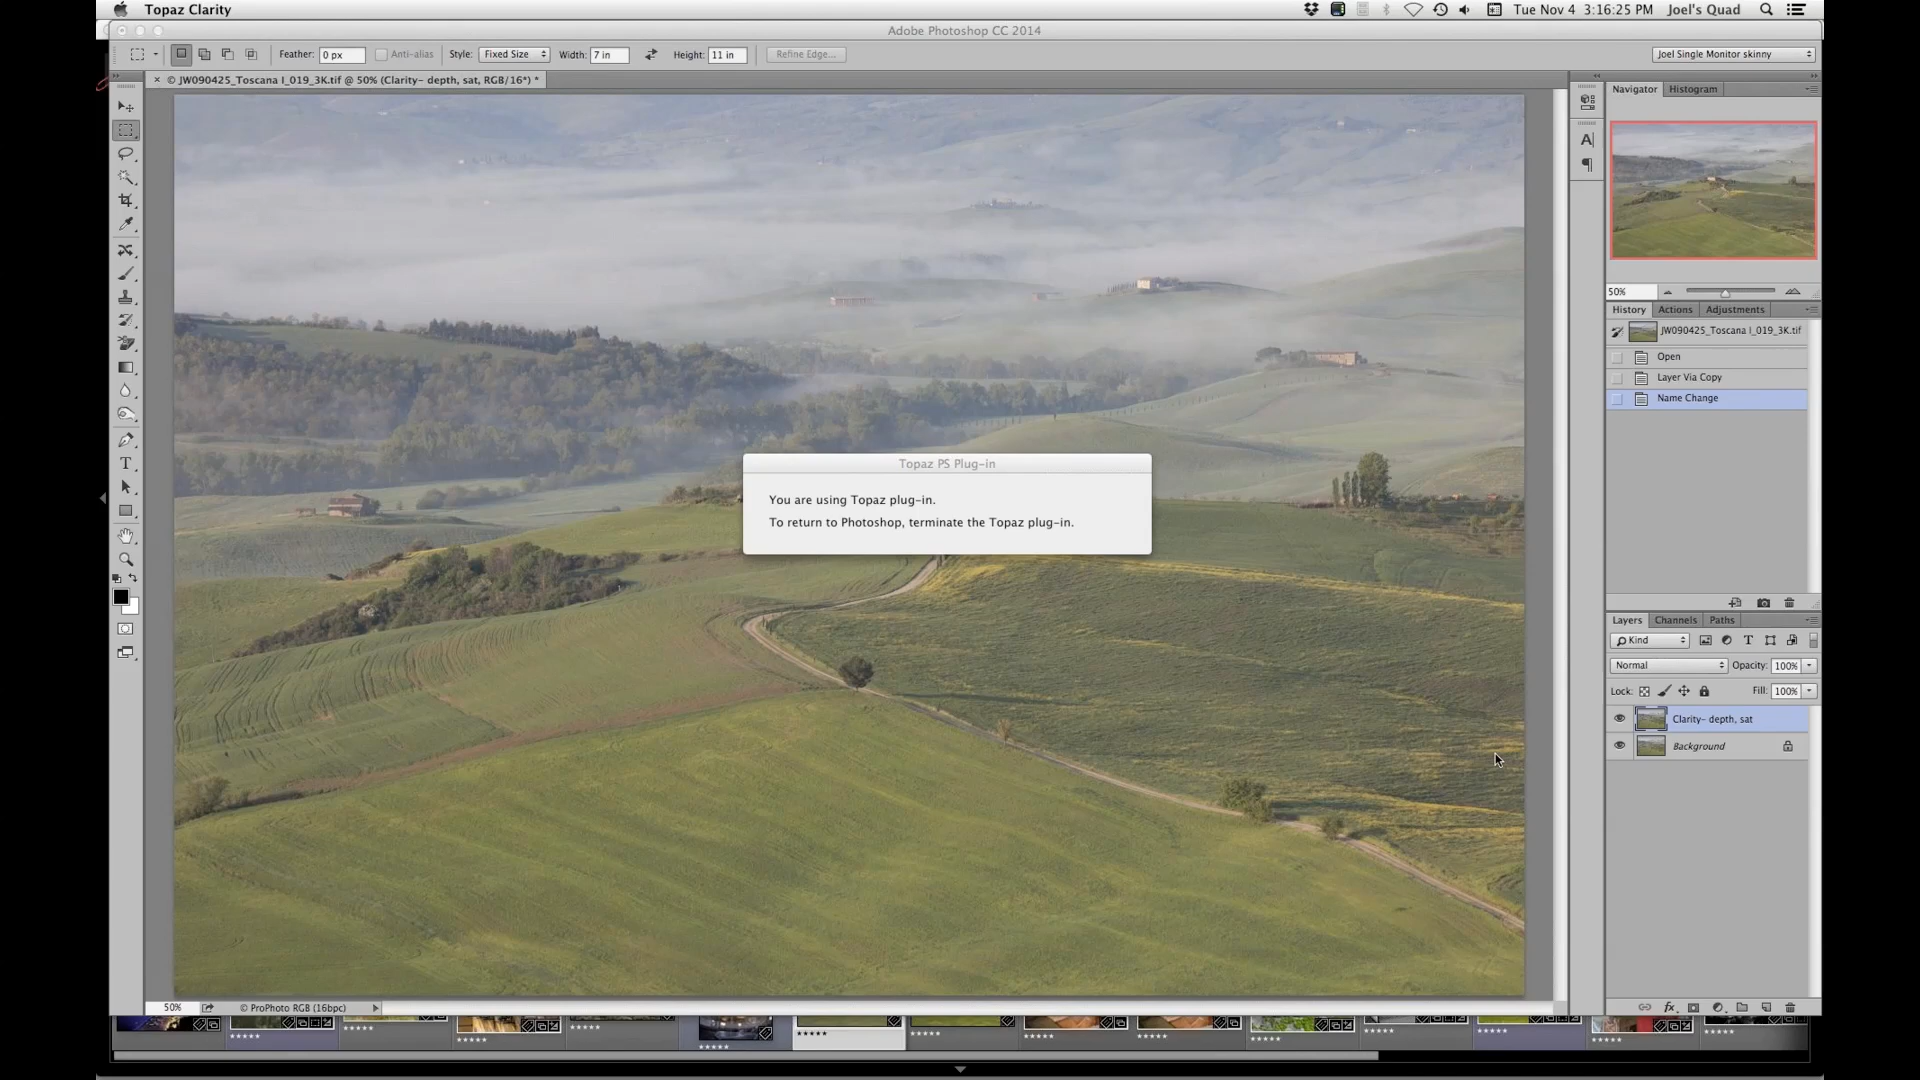 Topaz Clarity
Tue Nov 4 3:16:25 PM
Joel's Quad
Adobe Photoshop CC 2014
Feather: 0 px
Anti-alias
Style: Fixed Size
Width: 7 in
Height: 11 in
Refine Edge...
Joel Single Monitor skinny
× © JW090425_Toscana I_019_3K.tif @ 50% (Clarity- depth, sat, RGB/16*) *
Navigator
Histogram
50%
History
Actions
Adjustments
JW090425_Toscana I_019_3K.tif
Open
Layer Via Copy
Name Change
Topaz PS Plug-in
You are using Topaz plug-in.
To return to Photoshop, terminate the Topaz plug-in.
Layers
Channels
Paths
Kind
Normal
Opacity: 100%
Lock:
Fill: 100%
Clarity- depth, sat
Background
50%
© ProPhoto RGB (16bpc)